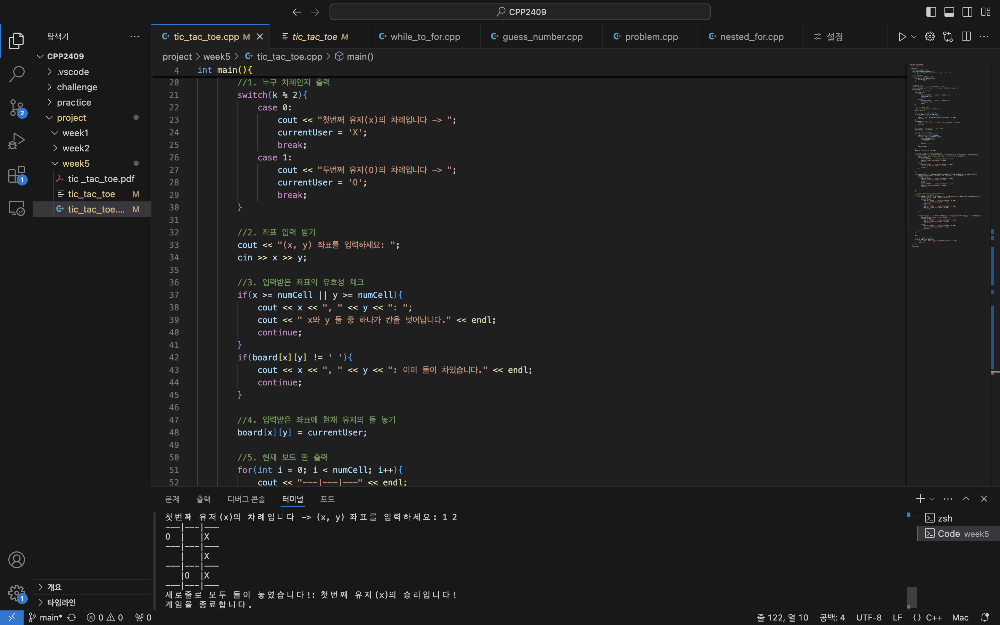 CPP2409
탐색기
CPP2409
.vscode
challenge
practice
project
week1
week2
week5
tic _tac_toe.pdf
tic_tac_toe M
tic_tac_toe.... M
개요
타임라인
2
1
1
tic_tac_toe.cpp M
tic_tac_toe M
while_to_for.cpp
guess_number.cpp
problem.cpp
nested_for.cpp
설정
project > week5 > tic_tac_toe.cpp > main()
4 int main(){
20 //1. 누구 차례인지 출력
21 switch(k % 2){
22 case 0:
23 cout << "첫번째 유저(x)의 차례입니다 -> ";
24 currentUser = 'X';
25 break;
26 case 1:
27 cout << "두번째 유저(O)의 차례입니다 -> ";
28 currentUser = 'O';
29 break;
30 }
31
32 //2. 좌표 입력 받기
33 cout << "(x, y) 좌표를 입력하세요: ";
34 cin >> x >> y;
35
36 //3. 입력받은 좌표의 유효성 체크
37 if(x >= numCell || y >= numCell){
38 cout << x << ", " << y << ": ";
39 cout << " x와 y 둘 중 하나가 칸을 벗어납니다." << endl;
40 continue;
41 }
42 if(board[x][y] != ' '){
43 cout << x << ", " << y << ": 이미 돌이 차있습니다." << endl;
44 continue;
45 }
46
47 //4. 입력받은 좌표에 현재 유저의 돌 놓기
48 board[x][y] = currentUser;
49
50 //5. 현재 보드 판 출력
51 for(int i = 0; i < numCell; i++){
52 cout << "---|---|---" << endl;
문제 출력 디버그 콘솔 터미널 포트
첫번째 유저(x)의 차례입니다 -> (x, y) 좌표를 입력하세요: 1 2
---|---|---
O  |   |X
---|---|---
   |   |X
---|---|---
   |O  |X
---|---|---
세로줄로 모두 돌이 놓였습니다!: 첫번째 유저(x)의 승리입니다!
게임을 종료합니다.
zsh
Code week5
main* 0 0 0 줄 122, 열 10 공백: 4 UTF-8 LF {} C++ Mac